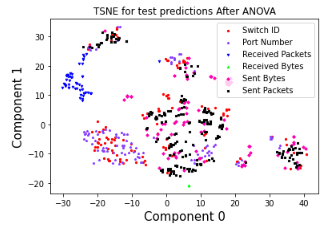 TSNE for test predictions After ANOVA
Switch ID
Port Number
Received Packets
Received Bytes
Sent Bytes
Sent Packets
Component 1
30
20
10
0
−10
−20
−30 −20 −10 0 10 20 30 40
Component 0